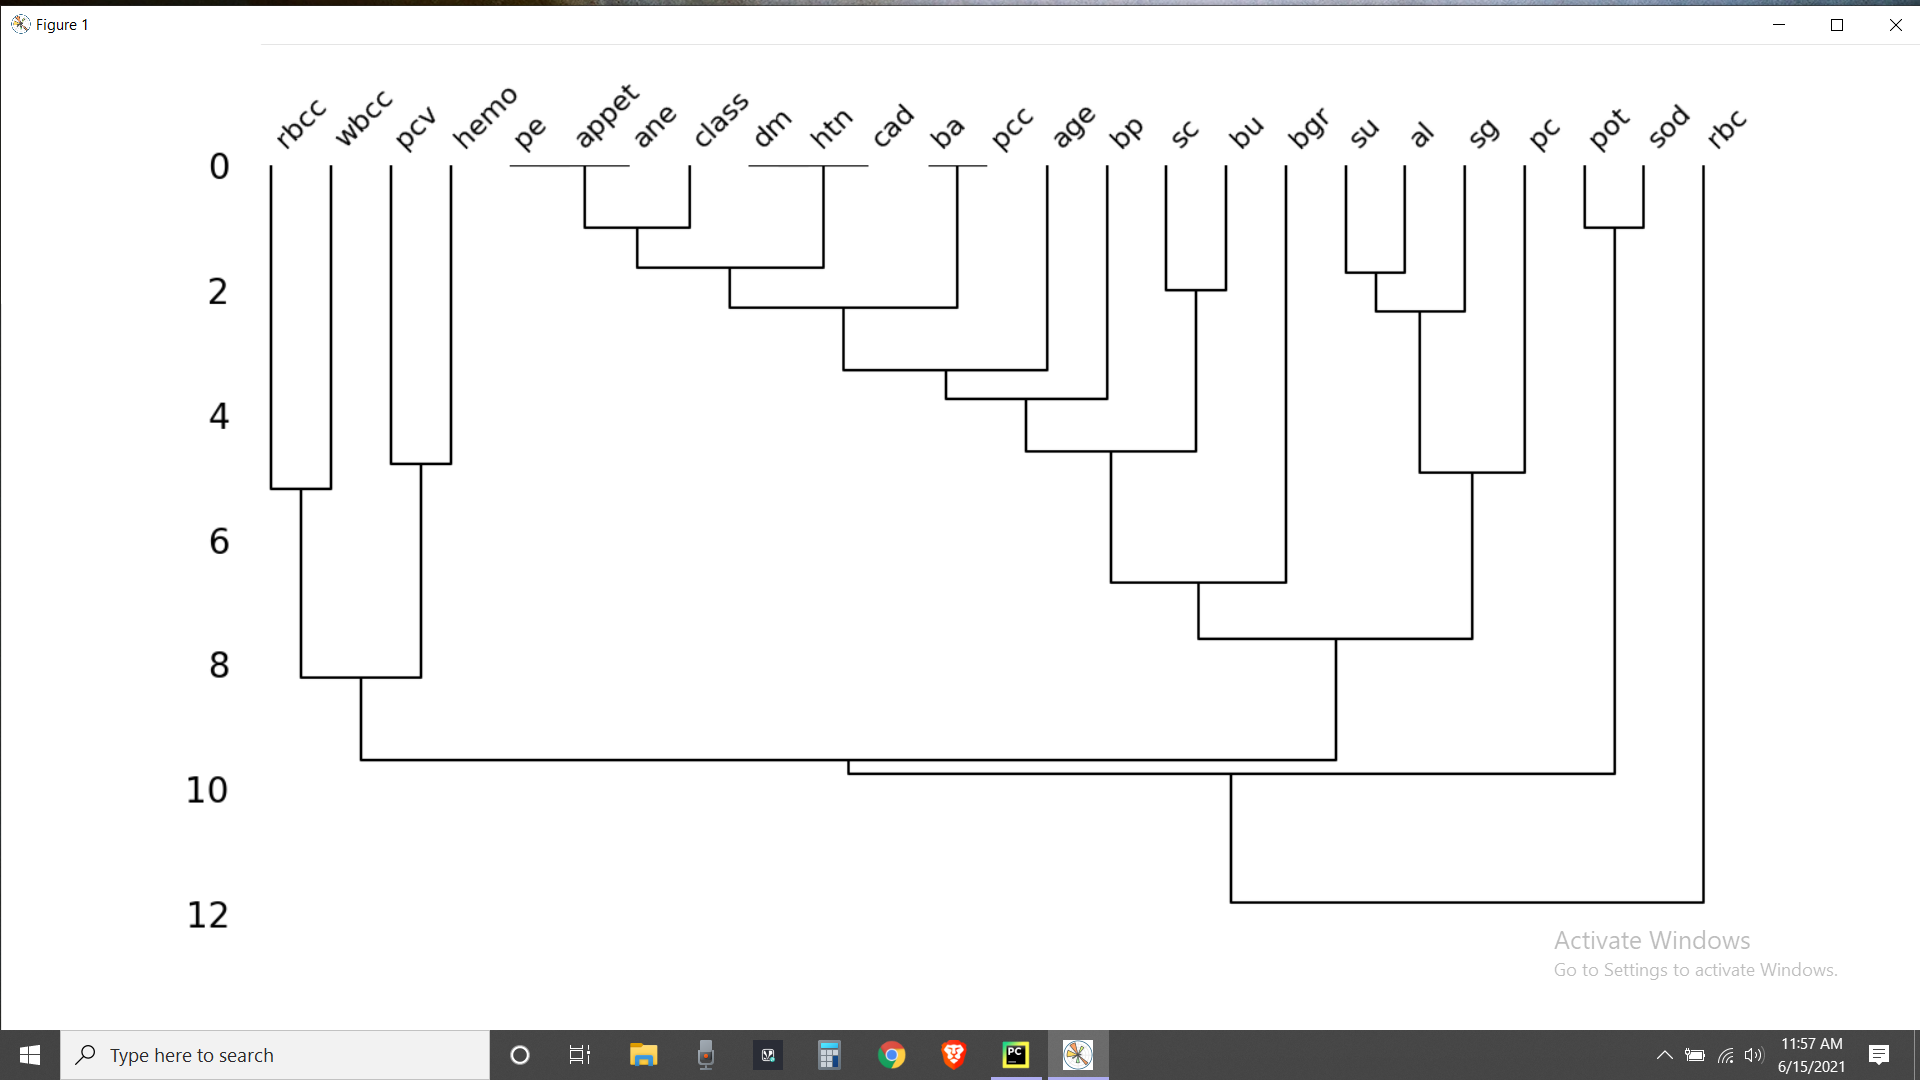 Figure 1
rbcc wbcc pcv hemo pe appet ane class dm htn cad ba pcc age bp sc bu bgr su al sg pc pot sod rbc
0
2
4
6
8
10
12
Activate Windows
Go to Settings to activate Windows.
Type here to search
PC
11:57 AM
6/15/2021